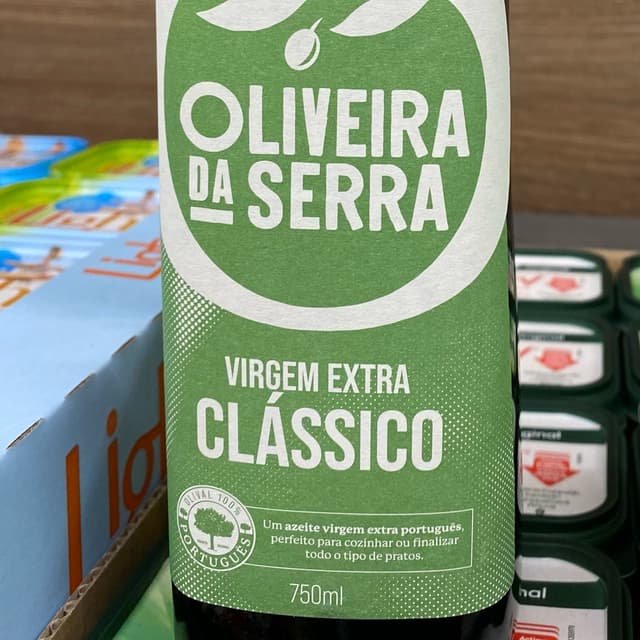 OLIVEIRA
DA SERRA
VIRGEM EXTRA
CLÁSSICO
OLIVAL 100%
PORTUGUÊS
Um azeite virgem extra português,
perfeito para cozinhar ou finalizar
todo o tipo de pratos.
750ml
Light